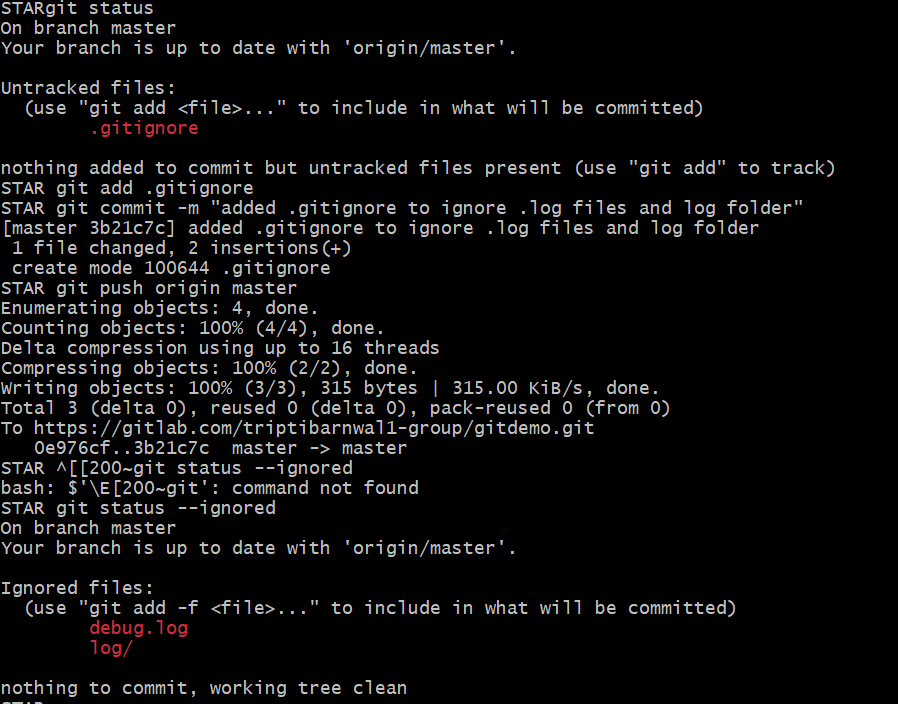 STARgit status
On branch master
Your branch is up to date with 'origin/master'.
Untracked files:
(use "git add <file>..." to include in what will be committed)
.gitignore
nothing added to commit but untracked files present (use "git add" to track)
STAR git add .gitignore
STAR git commit -m "added .gitignore to ignore .log files and log folder"
[master 3b21c7c] added .gitignore to ignore .log files and log folder
1 file changed, 2 insertions(+)
create mode 100644 .gitignore
STAR git push origin master
Enumerating objects: 4, done.
Counting objects: 100% (4/4), done.
Delta compression using up to 16 threads
Compressing objects: 100% (2/2), done.
Writing objects: 100% (3/3), 315 bytes | 315.00 KiB/s, done.
Total 3 (delta 0), reused 0 (delta 0), pack-reused 0 (from 0)
To https://gitlab.com/triptibarnwal1-group/gitdemo.git
0e976cf..3b21c7c  master -> master
STAR ^[[200~git status --ignored
bash: $'\E[200~git': command not found
STAR git status --ignored
On branch master
Your branch is up to date with 'origin/master'.
Ignored files:
(use "git add -f <file>..." to include in what will be committed)
debug.log
log/
nothing to commit, working tree clean